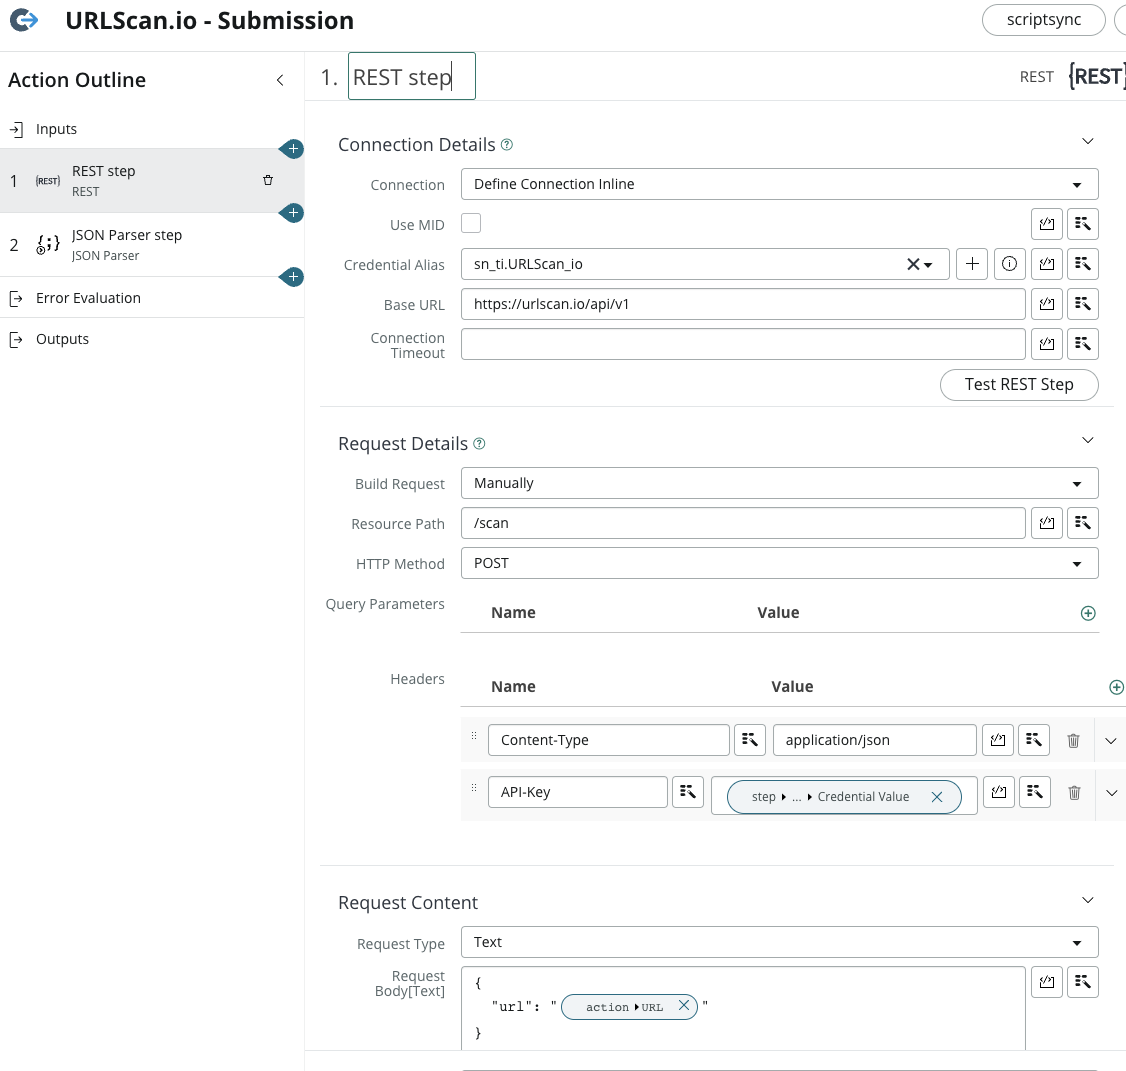 URLScan.io - Submission
scriptsync
Action Outline
Inputs
1
{REST}
REST step
REST
2
{;}
JSON Parser step
JSON Parser
Error Evaluation
Outputs
1. REST step
REST {REST}
Connection Details
Connection Define Connection Inline
Use MID
Credential Alias sn_ti.URLScan_io
Base URL https://urlscan.io/api/v1
Connection
Timeout
Test REST Step
Request Details
Build Request Manually
Resource Path /scan
HTTP Method POST
Query Parameters Name Value
Headers Name Value
Content-Type application/json
API-Key step ... Credential Value
Request Content
Request Type Text
Request
Body[Text]
{
"url": " action URL "
}